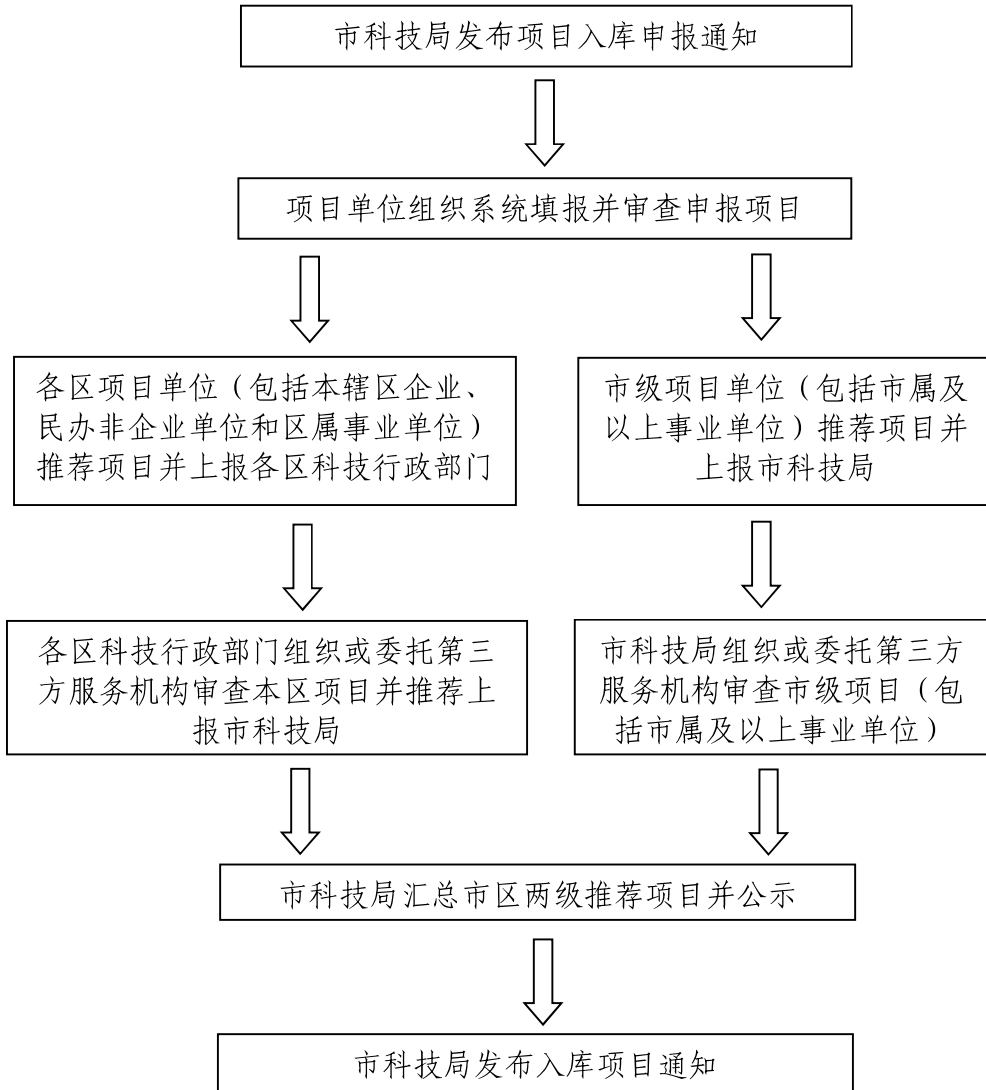 市科技局发布项目入库申报通知
项目单位组织系统填报并审查申报项目
各区项目单位（包括本辖区企业、
民办非企业单位和区属事业单位）
推荐项目并上报各区科技行政部门
市级项目单位（包括市属及
以上事业单位）推荐项目并
上报市科技局
各区科技行政部门组织或委托第三
方服务机构审查本区项目并推荐上
报市科技局
市科技局组织或委托第三方
服务机构审查市级项目（包
括市属及以上事业单位）
市科技局汇总市区两级推荐项目并公示
市科技局发布入库项目通知